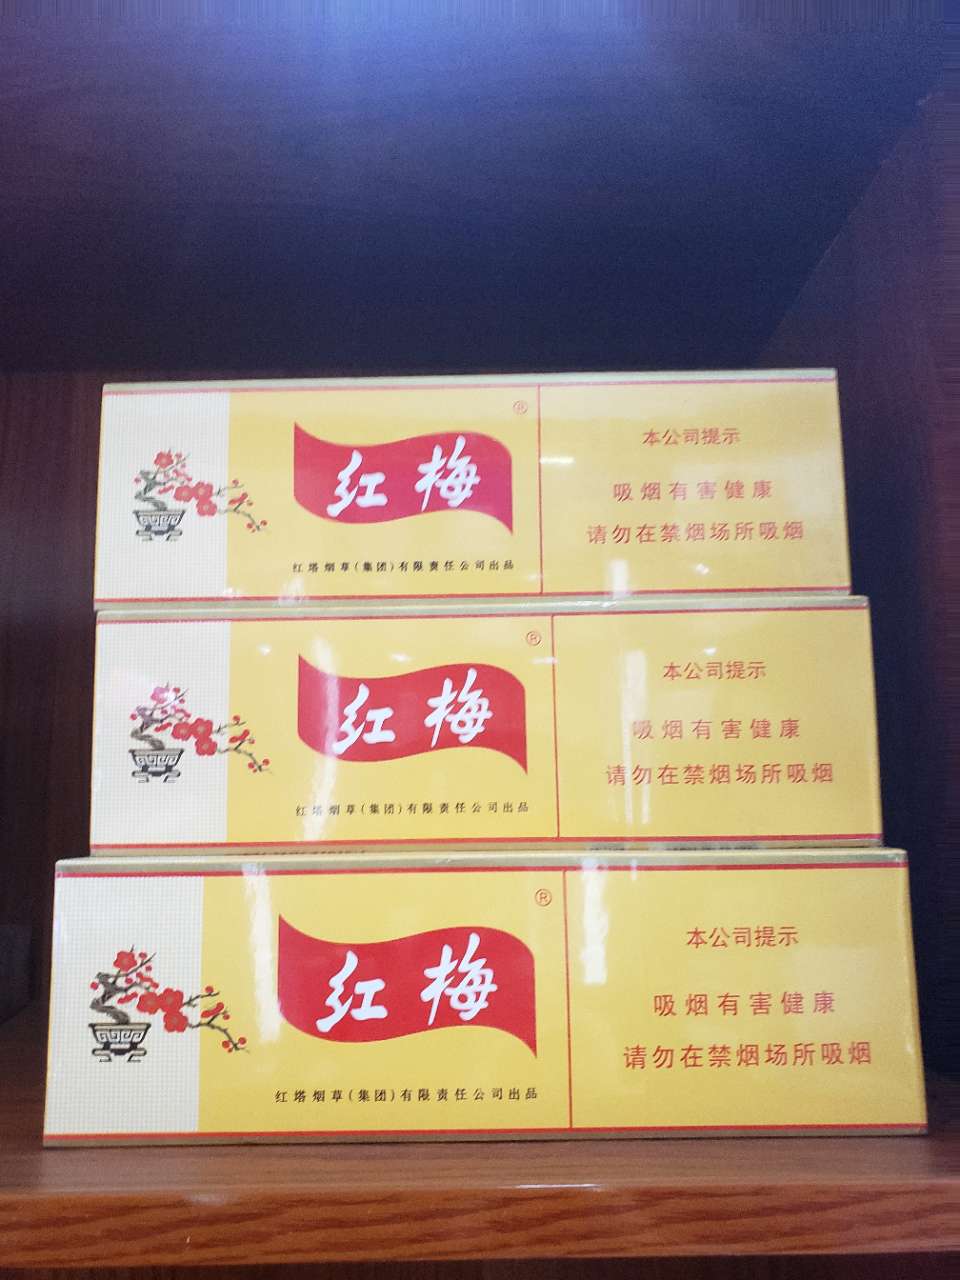 ®
红梅
红塔烟草(集团)有限责任公司出品
本公司提示
吸烟有害健康
请勿在禁烟场所吸烟
®
红梅
红塔烟草(集团)有限责任公司出品
本公司提示
吸烟有害健康
请勿在禁烟场所吸烟
®
红梅
红塔烟草(集团)有限责任公司出品
本公司提示
吸烟有害健康
请勿在禁烟场所吸烟